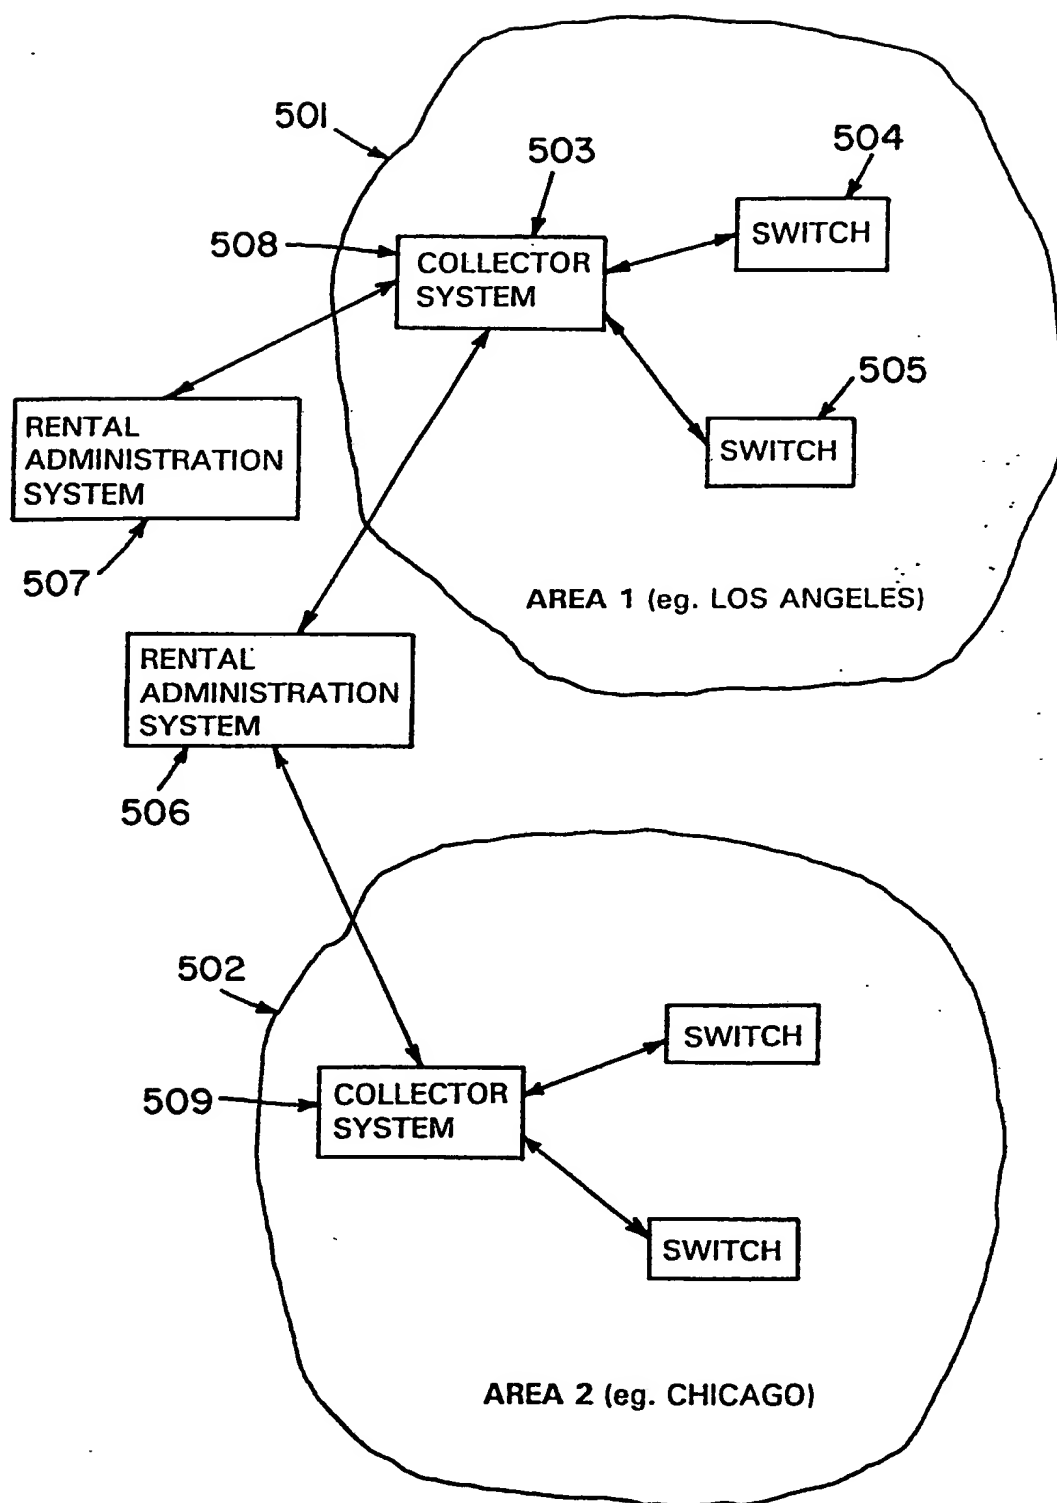 501
503
504
508
COLLECTOR
SYSTEM
SWITCH
505
SWITCH
RENTAL
ADMINISTRATION
SYSTEM
507
AREA 1 (eg. LOS ANGELES)
RENTAL
ADMINISTRATION
SYSTEM
506
502
509
COLLECTOR
SYSTEM
SWITCH
SWITCH
AREA 2 (eg. CHICAGO)